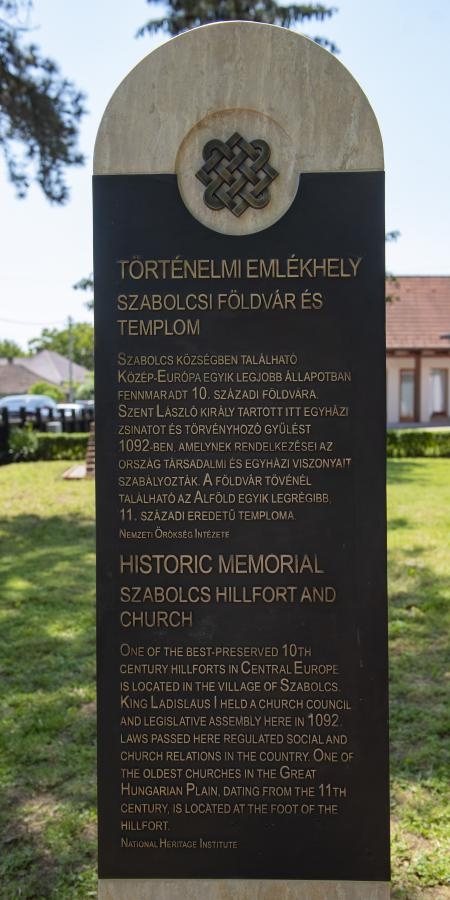 TÖRTÉNELMI EMLÉKHELY
SZABOLCSI FÖLDVÁR ÉS
TEMPLOM
SZABOLCS KÖZSÉGBEN TALÁLHATÓ
KÖZÉP-EURÓPA EGYIK LEGJOBB ÁLLAPOTBAN
FENNMARADT 10. SZÁZADI FÖLDVÁRA.
SZENT LÁSZLÓ KIRÁLY TARTOTT ITT EGYHÁZI
ZSINATOT ÉS TÖRVÉNYHOZÓ GYŰLÉST
1092-BEN, AMELYNEK RENDELKEZÉSEI AZ
ORSZÁG TÁRSADALMI ÉS EGYHÁZI VISZONYAIT
SZABÁLYOZTÁK. A FÖLDVÁR TÖVÉNÉL
TALÁLHATÓ AZ ALFÖLD EGYIK LEGRÉGIBB,
11. SZÁZADI EREDETŰ TEMPLOMA.
NEMZETI ÖRÖKSÉG INTÉZETE
HISTORIC MEMORIAL
SZABOLCS HILLFORT AND
CHURCH
ONE OF THE BEST-PRESERVED 10TH
CENTURY HILLFORTS IN CENTRAL EUROPE
IS LOCATED IN THE VILLAGE OF SZABOLCS.
KING LADISLAUS I HELD A CHURCH COUNCIL
AND LEGISLATIVE ASSEMBLY HERE IN 1092.
LAWS PASSED HERE REGULATED SOCIAL AND
CHURCH RELATIONS IN THE COUNTRY. ONE OF
THE OLDEST CHURCHES IN THE GREAT
HUNGARIAN PLAIN, DATING FROM THE 11TH
CENTURY, IS LOCATED AT THE FOOT OF THE
HILLFORT.
NATIONAL HERITAGE INSTITUTE